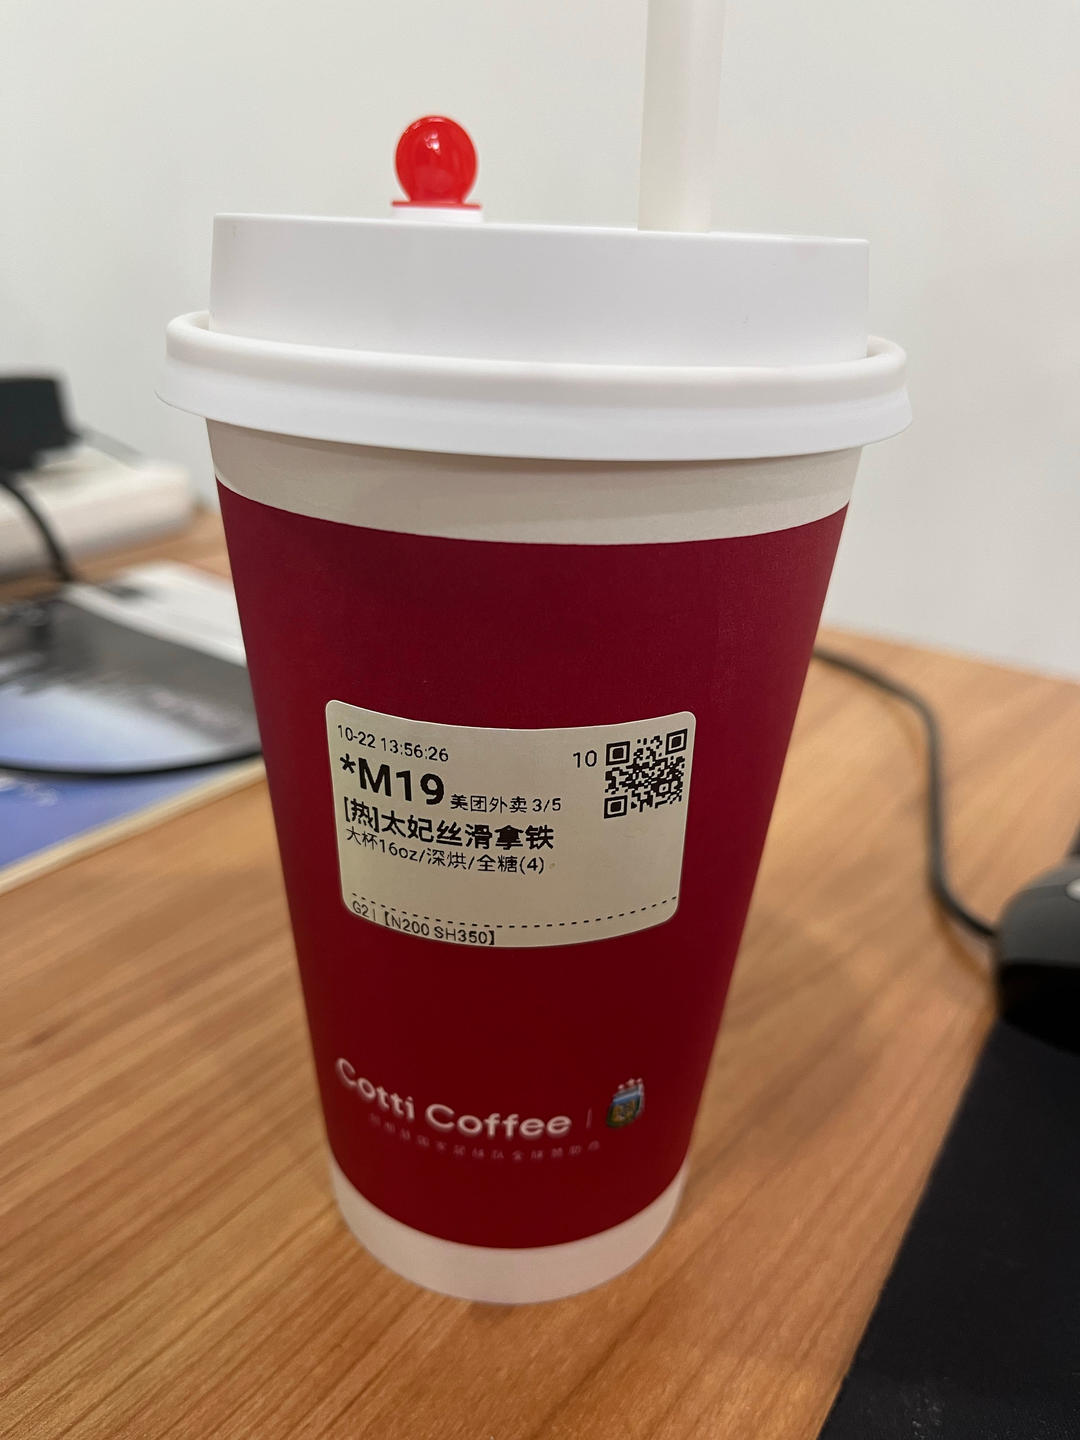 10-22 13:56:26
10
*M19 美团外卖 3/5
[热]太妃丝滑拿铁
大杯16oz/深烘/全糖(4)
G2|【N200 SH350】
Cotti Coffee